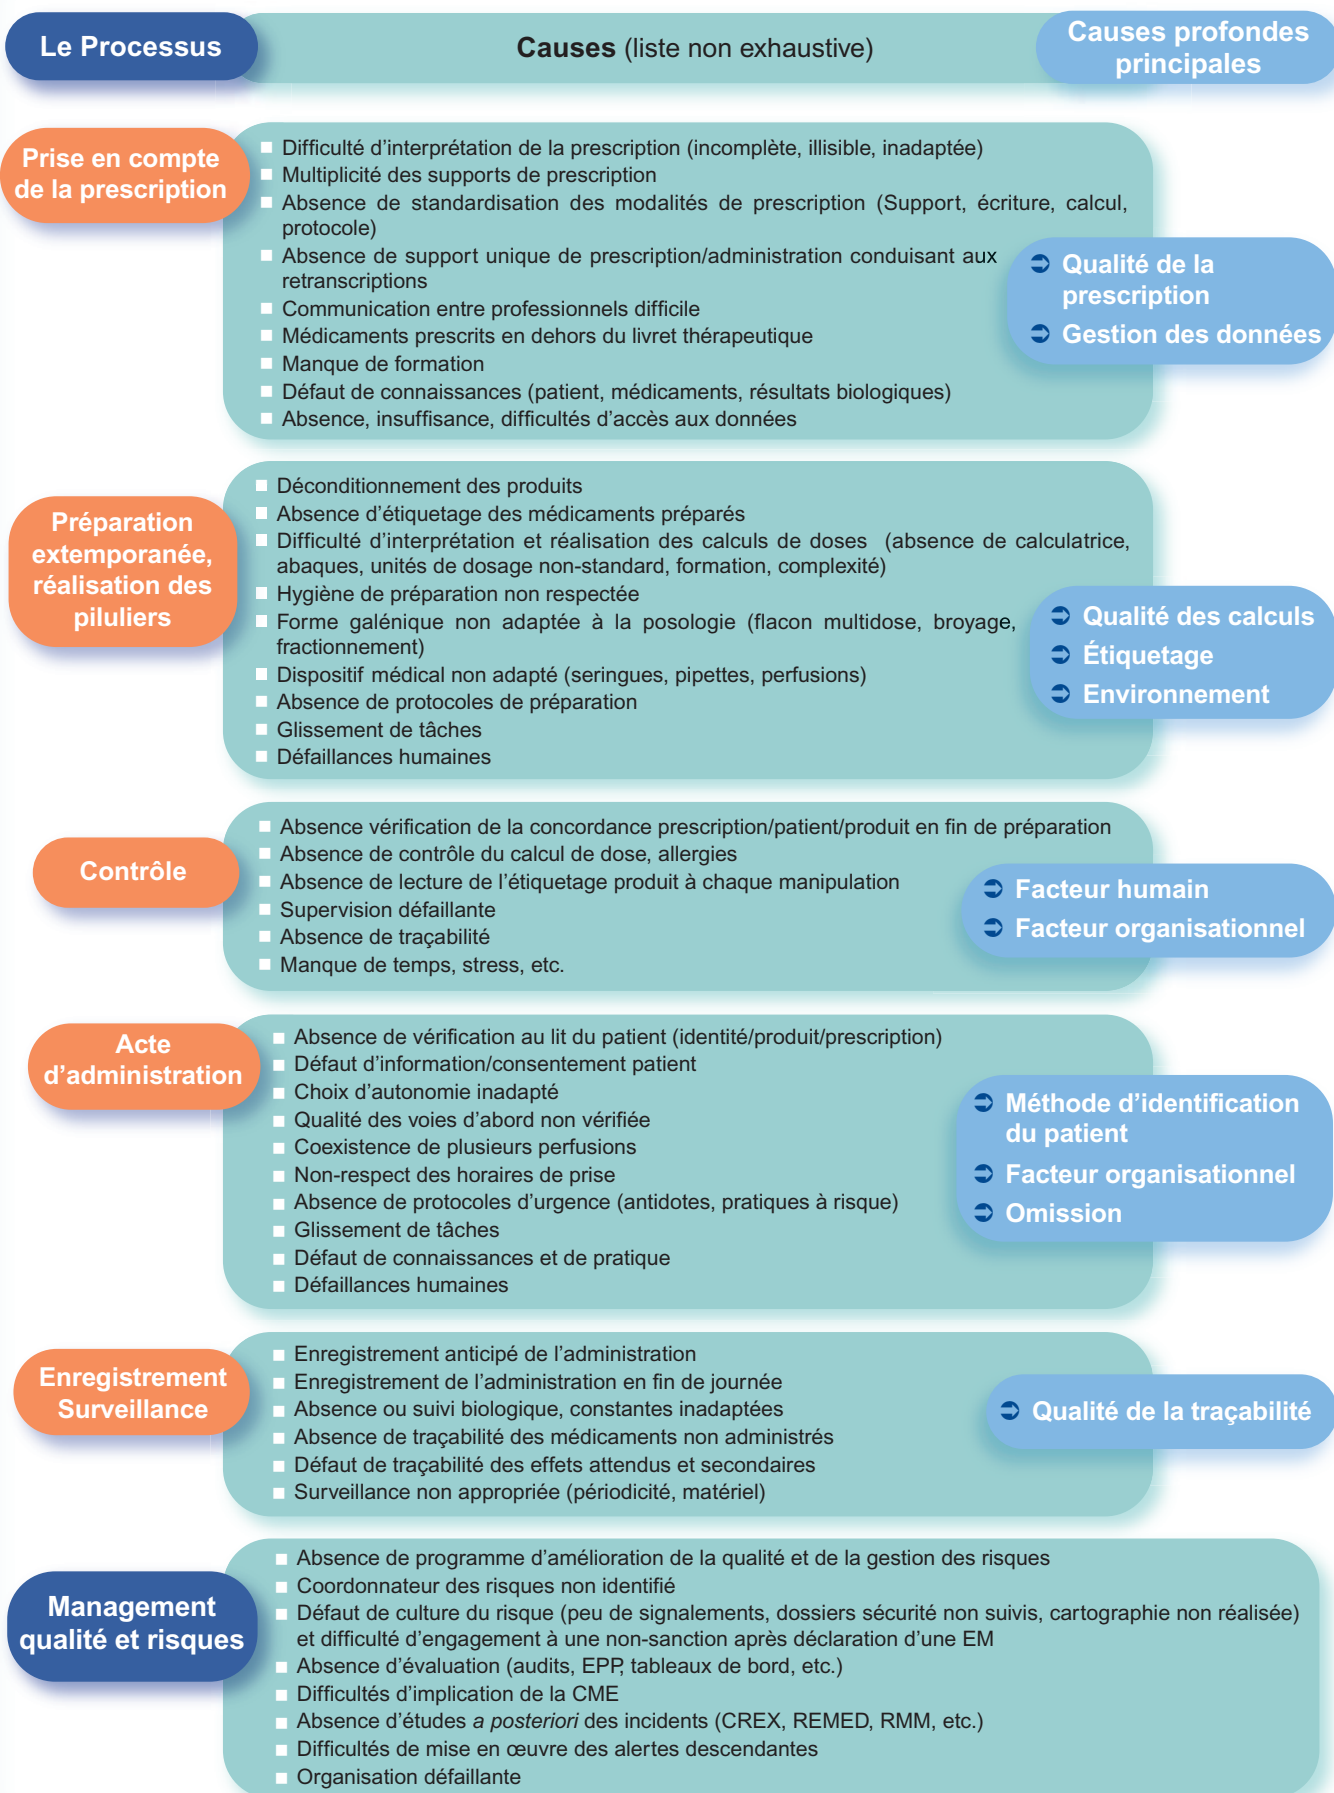 Le Processus
Causes (liste non exhaustive)
Causes profondes
principales
Prise en compte
de la prescription
Difficulté d’interprétation de la prescription (incomplète, illisible, inadaptée)
Multiplicité des supports de prescription
Absence de standardisation des modalités de prescription (Support, écriture, calcul,
protocole)
Absence de support unique de prescription/administration conduisant aux
retranscriptions
Communication entre professionnels difficile
Médicaments prescrits en dehors du livret thérapeutique
Manque de formation
Défaut de connaissances (patient, médicaments, résultats biologiques)
Absence, insuffisance, difficultés d’accès aux données
Qualité de la
prescription
Gestion des données
Préparation
extemporanée,
réalisation des
piluliers
Déconditionnement des produits
Absence d’étiquetage des médicaments préparés
Difficulté d’interprétation et réalisation des calculs de doses (absence de calculatrice,
abaques, unités de dosage non-standard, formation, complexité)
Hygiène de préparation non respectée
Forme galénique non adaptée à la posologie (flacon multidose, broyage,
fractionnement)
Dispositif médical non adapté (seringues, pipettes, perfusions)
Absence de protocoles de préparation
Glissement de tâches
Défaillances humaines
Qualité des calculs
Étiquetage
Environnement
Contrôle
Absence vérification de la concordance prescription/patient/produit en fin de préparation
Absence de contrôle du calcul de dose, allergies
Absence de lecture de l’étiquetage produit à chaque manipulation
Supervision défaillante
Absence de traçabilité
Manque de temps, stress, etc.
Facteur humain
Facteur organisationnel
Acte
d’administration
Absence de vérification au lit du patient (identité/produit/prescription)
Défaut d’information/consentement patient
Choix d’autonomie inadapté
Qualité des voies d’abord non vérifiée
Coexistence de plusieurs perfusions
Non-respect des horaires de prise
Absence de protocoles d’urgence (antidotes, pratiques à risque)
Glissement de tâches
Défaut de connaissances et de pratique
Défaillances humaines
Méthode d’identification
du patient
Facteur organisationnel
Omission
Enregistrement
Surveillance
Enregistrement anticipé de l’administration
Enregistrement de l’administration en fin de journée
Absence ou suivi biologique, constantes inadaptées
Absence de traçabilité des médicaments non administrés
Défaut de traçabilité des effets attendus et secondaires
Surveillance non appropriée (périodicité, matériel)
Qualité de la traçabilité
Management
qualité et risques
Absence de programme d’amélioration de la qualité et de la gestion des risques
Coordonnateur des risques non identifié
Défaut de culture du risque (peu de signalements, dossiers sécurité non suivis, cartographie non réalisée)
et difficulté d’engagement à une non-sanction après déclaration d’une EM
Absence d’évaluation (audits, EPP, tableaux de bord, etc.)
Difficultés d’implication de la CME
Absence d’études a posteriori des incidents (CREX, REMED, RMM, etc.)
Difficultés de mise en œuvre des alertes descendantes
Organisation défaillante